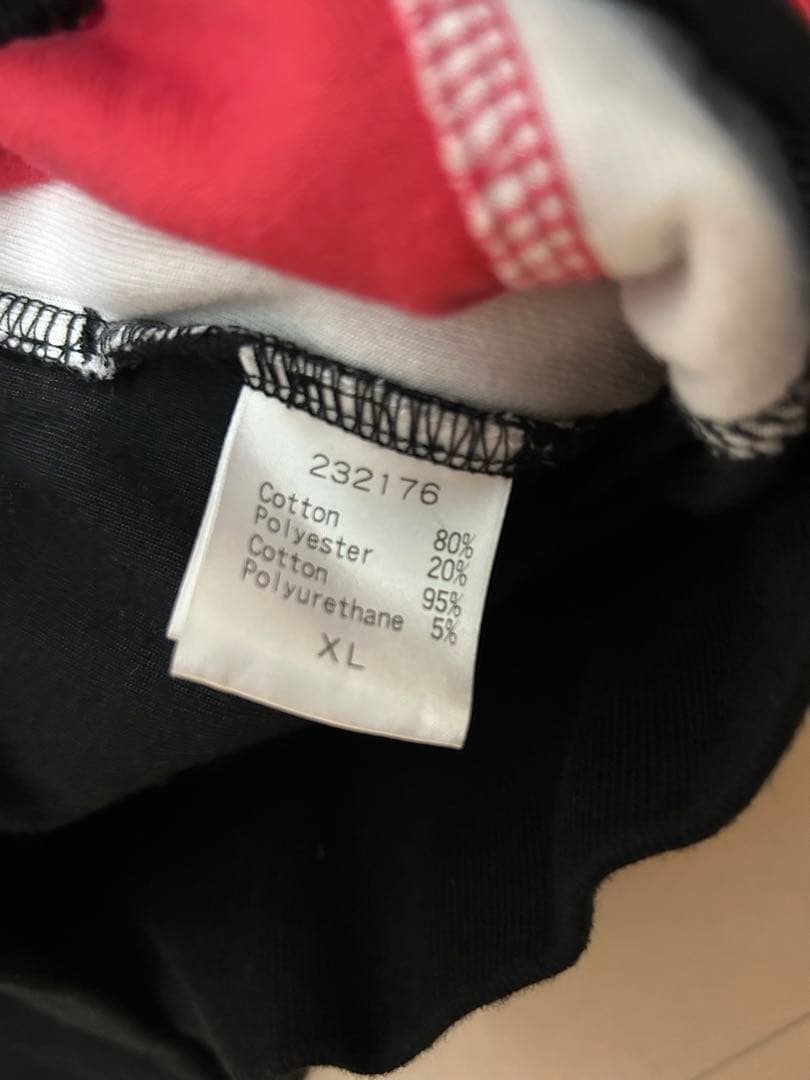 232176
Cotton 80%
Polyester 20%
Cotton 95%
Polyurethane 5%
XL